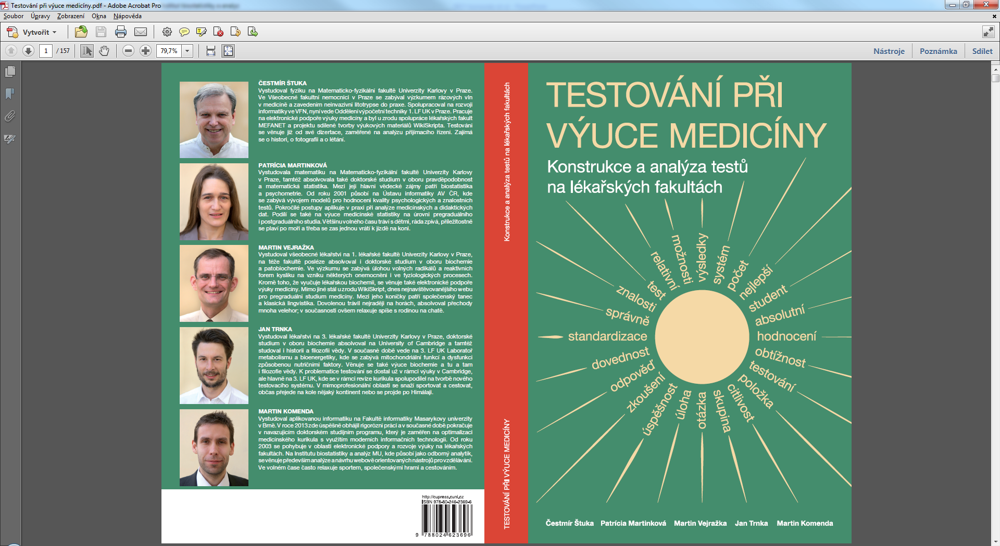 Testování při výuce medicíny.pdf - Adobe Acrobat Pro
Soubor Úpravy Zobrazení Okna Nápověda
Vytvořit
1 / 157 79,7% Nástroje Poznámka Sdílet
ČESTMÍR ŠTUKA
Vystudoval fyziku na Matematicko-fyzikální fakultě Univerzity Karlovy v Praze.
Ve Všeobecné fakultní nemocnici v Praze se zabýval výzkumem rázových vln
v medicíně a zavedením neinvazivní litotrypse do praxe. Spolupracoval na rozvoji
informatiky ve VFN, nyní vede Oddělení výpočetní techniky 1. LF UK v Praze. Pracuje
na elektronické podpoře výuky medicíny a byl u zrodu spolupráce lékařských fakult
MEFANET a projektu sdílené tvorby výukových materiálů WikiSkripta. Testování
se věnuje již od své dizertace, zaměřené na analýzu přijímacího řízení. Zajímá
se o histori, o fotografii a o létání.
PATRÍCIA MARTINKOVÁ
Vystudovala matematiku na Matematicko-fyzikální fakultě Univerzity Karlovy
v Praze, tamtéž absolvovala také doktorské studium v oboru pravděpodobnost
a matematická statistika. Mezi její hlavní vědecké zájmy patří biostatistika
a psychometrie. Od roku 2001 působí na Ústavu informatiky AV ČR, kde
se zabývá vývojem modelů pro hodnocení kvality psychologických a znalostních
testů. Pokročilé postupy aplikuje v praxi při analýze medicínských a didaktických
dat. Podílí se také na výuce medicínské statistiky na úrovni pregraduálního
i postgraduálního studia. Většinu volného času tráví s dětmi, ráda zpívá, příležitostně
se plaví po moři a třeba se zas jednou vrátí k jízdě na koni.
MARTIN VEJRAŽKA
Vystudoval všeobecné lékařství na 1. lékařské fakultě Univerzity Karlovy v Praze,
na téže fakultě posléze absolvoval i doktorské studium v oboru biochemie
a patobiochemie. Ve výzkumu se zabývá úlohou volných radikálů a reaktivních
forem kyslíku na vzniku některých onemocnění i ve fyziologických procesech.
Kromě toho, že vyučuje lékařskou biochemii, se věnuje také elektronické podpoře
výuky medicíny. Mimo jiné stál u zrodu WikiSkript, dnes nejnavštěvovanějšího webu
pro pregraduální studium medicíny. Mezi jeho koníčky patří společenský tanec
a klasická lingvistika. Dovolenou trávil nejraději na horách, absolvoval přechody
mnoha velehor; v současnosti ovšem relaxuje spíše s rodinou na chatě.
JAN TRNKA
Vystudoval lékařství na 3. lékařské fakultě Univerzity Karlovy v Praze, doktorské
studium v oboru biochemie absolvoval na University of Cambridge a tamtéž
studoval i historii a filozofii vědy. V současné době vede na 3. LF UK Laboratoř
metabolismu a bioenergetiky, kde se zabývá mitochondriální funkcí a dysfunkcí
způsobenou nutričními faktory. Věnuje se také výuce biochemie a tu a tam
i filozofie vědy. K problematice testování se dostal už v rámci výuky v Cambridge,
ale hlavně na 3. LF UK, kde se v rámci revize kurikula spolupodílel na tvorbě nového
testovacího systému. V mimoprofesionální oblasti se snaží sportovat a cestovat,
občas přejede na kole nějaký kontinent nebo se projde po Himálaji.
MARTIN KOMENDA
Vystudoval aplikovanou informatiku na Fakultě informatiky Masarykovy univerzity
v Brně. V roce 2013 zde úspěšně obhájil rigorózní práci a v současné době pokračuje
v navazujícím doktorském studijním programu, který je zaměřen na optimalizaci
medicínského kurikula s využitím moderních informačních technologií. Od roku
2003 se pohybuje v oblasti elektronické podpory a rozvoje výuky na lékařských
fakultách. Na Institutu biostatistiky a analýz MU, kde působí jako odborný analytik,
se věnuje především analýze a návrhu webově orientovaných nástrojů pro vzdělávání.
Ve volném čase často relaxuje sportem, společenskými hrami a cestováním.
http://cupress.cuni.cz
ISBN 978-80-246-2369-6
9 788024 623696
Konstrukce a analýza testů na lékařských fakultách
TESTOVÁNÍ PŘI VÝUCE MEDICÍNY
TESTOVÁNÍ PŘI
VÝUCE MEDICÍNY
Konstrukce a analýza testů
na lékařských fakultách
výsledky
systém
počet
nejlepší
student
absolutní
hodnocení
obtížnost
testování
položka
citlivost
skupina
otázka
úloha
úspěšnost
zkoušení
odpověď
dovednost
standardizace
správně
znalosti
test
relativní
možnosti
Čestmír Štuka Patrícia Martinková Martin Vejražka Jan Trnka Martin Komenda